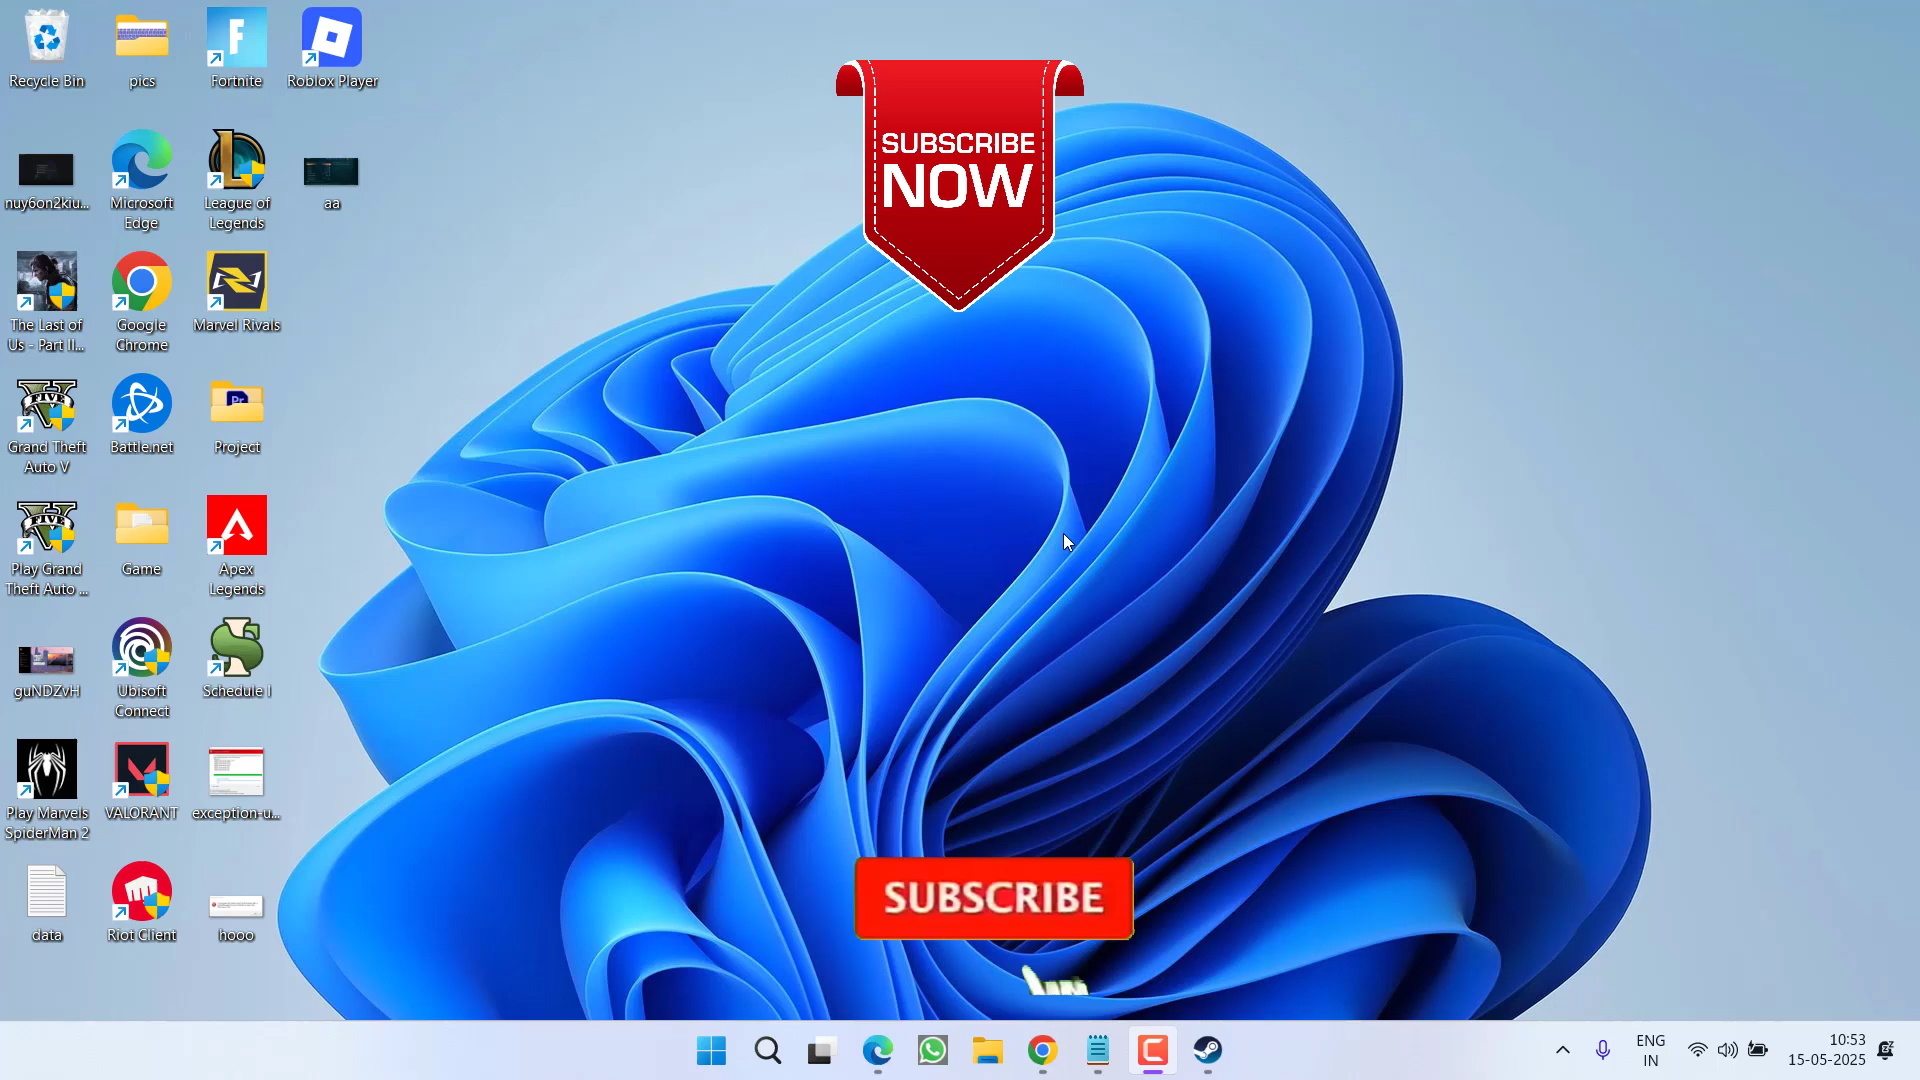 Recycle Bin
pics
Fortnite
Roblox Player
nuy6on2kiu...
Microsoft
Edge
League of
Legends
aa
The Last of
Us - Part II...
Google
Chrome
Marvel Rivals
Grand Theft
Auto V
Battle.net
Project
Play Grand
Theft Auto ...
Game
Apex
Legends
guNDZvH
Ubisoft
Connect
Schedule I
Play Marvels
SpiderMan 2
VALORANT
exception-u...
data
Riot Client
hooo
FIVE
FIVE
Pr
SUBSCRIBE
NOW
SUBSCRIBE
ENG
IN
10:53
15-05-2025